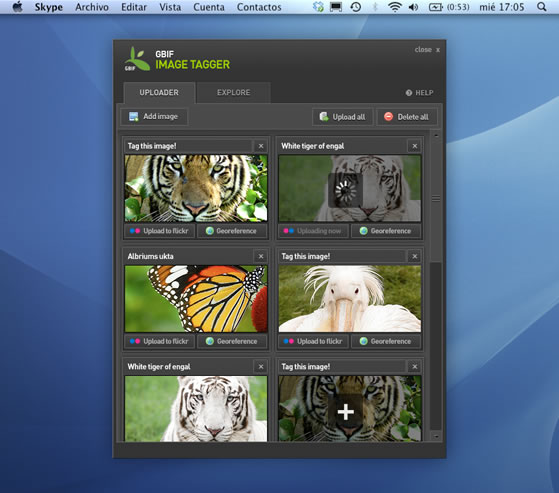 Skype Archivo Editar Vista Cuenta Contactos (0:53) mié 17:05
close x
GBIF
GBIF
IMAGE TAGGER
UPLOADER EXPLORE HELP
Add image Upload all Delete all
Tag this image! White tiger of engal
Upload to flickr Georeference Uploading now Georeference
Albriums ukta Tag this image!
Upload to flickr Georeference Upload to flickr Georeference
White tiger of engal Tag this image!